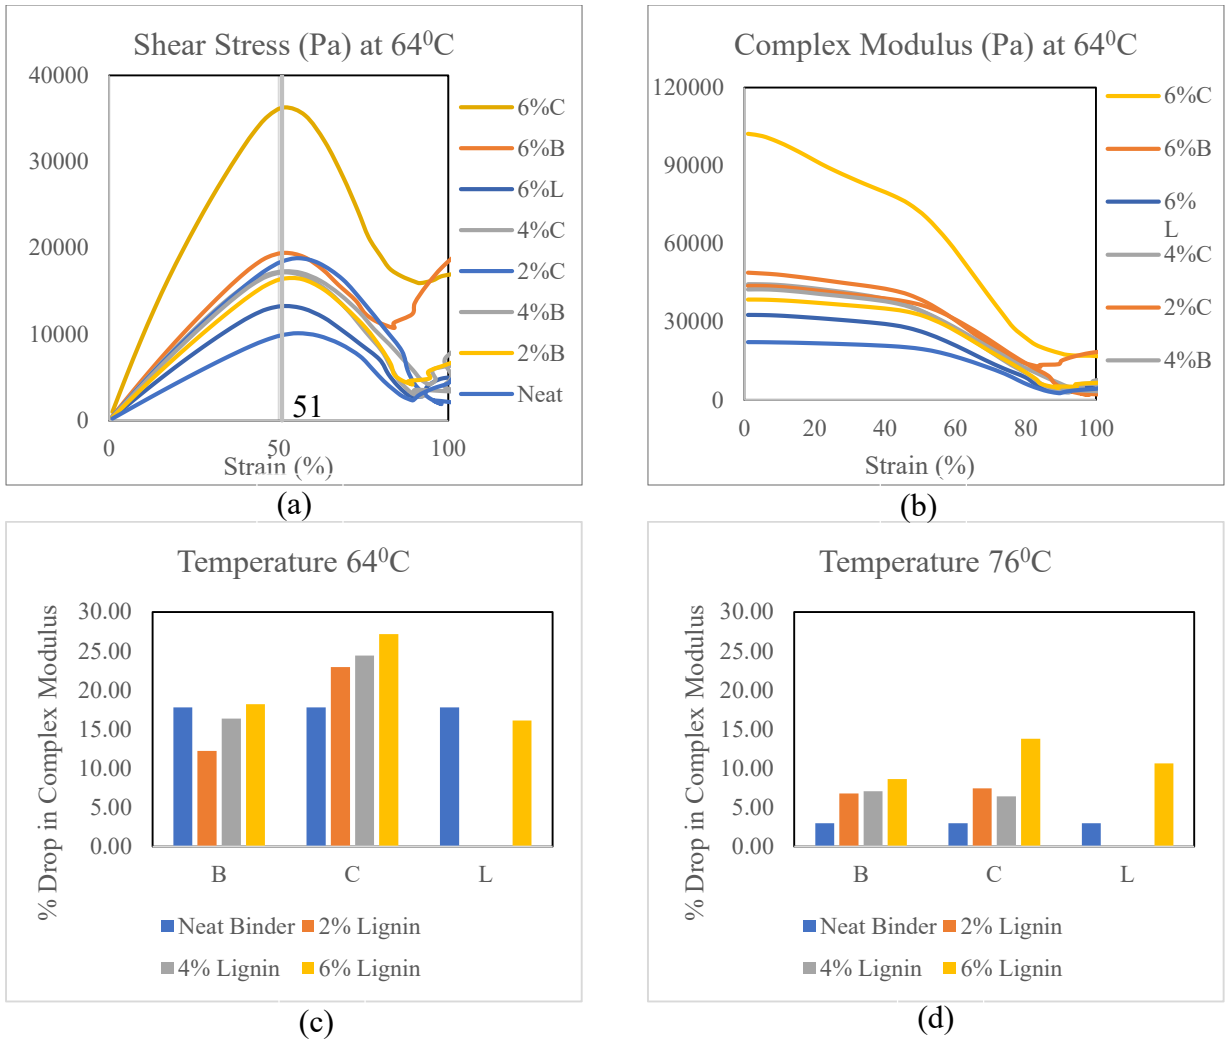 Shear Stress (Pa) at 64⁰C
40000
30000
20000
10000
0
0
50
100
51
Strain (%)
6%C
6%B
6%L
4%C
2%C
4%B
2%B
Neat
(a)
Complex Modulus (Pa) at 64⁰C
120000
90000
60000
30000
0
0
20
40
60
80
100
Strain (%)
6%C
6%B
6%
L
4%C
2%C
4%B
(b)
Temperature 64⁰C
% Drop in Complex Modulus
30.00
25.00
20.00
15.00
10.00
5.00
0.00
B
C
L
Neat Binder
2% Lignin
4% Lignin
6% Lignin
(c)
Temperature 76⁰C
% Drop in Complex Modulus
30.00
25.00
20.00
15.00
10.00
5.00
0.00
B
C
L
Neat Binder
2% Lignin
4% Lignin
6% Lignin
(d)